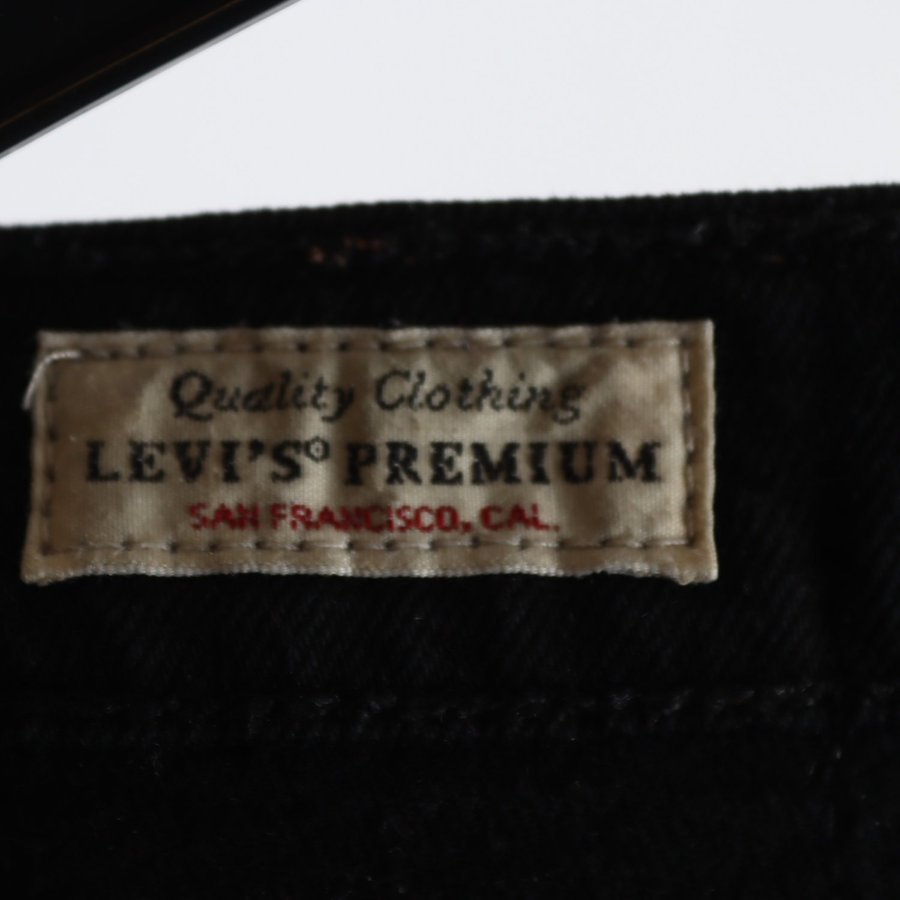 Quality Clothing
LEVI'S® PREMIUM
SAN FRANCISCO, CAL.